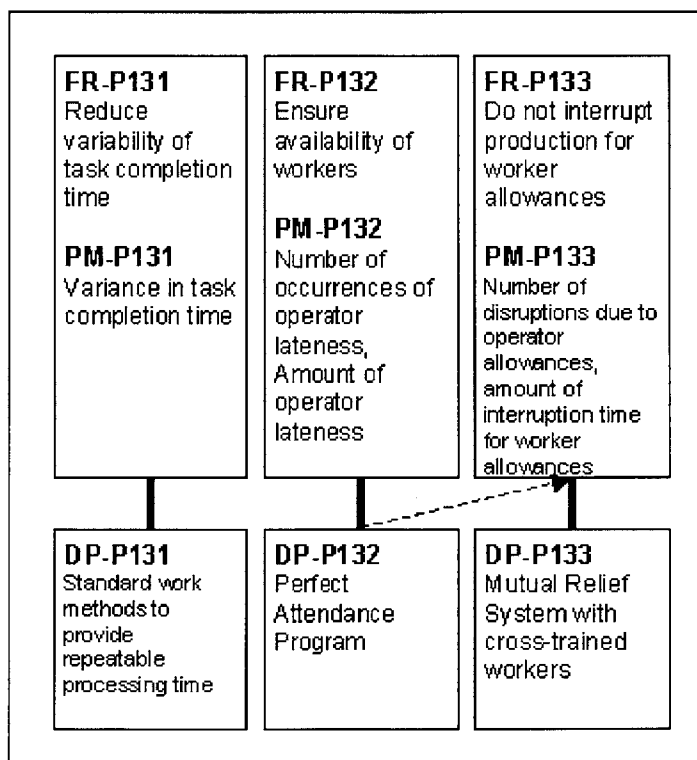 FR-P131
Reduce
variability of
task completion
time
PM-P131
Variance in task
completion time
FR-P132
Ensure
availability of
workers
PM-P132
Number of
occurrences of
operator
lateness,
Amount of
operator
lateness
FR-P133
Do not interrupt
production for
worker
allowances
PM-P133
Number of
disruptions due to
operator
allowances,
amount of
interruption time
for worker
allowances
DP-P131
Standard work
methods to
provide
repeatable
processing time
DP-P132
Perfect
Attendance
Program
DP-P133
Mutual Relief
System with
cross-trained
workers